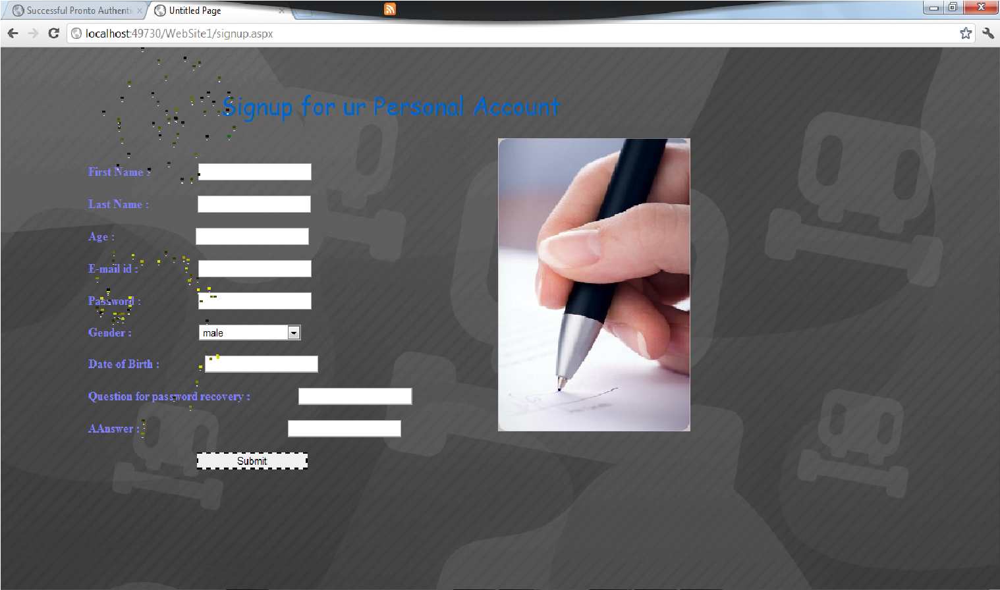 Successful Pronto Authenti
Untitled Page
localhost:49730/WebSite1/signup.aspx
Signup for ur Personal Account
First Name :
Last Name :
Age :
E-mail id :
Password :
Gender :
male
Date of Birth :
Question for password recovery :
AAnswer :
Submit